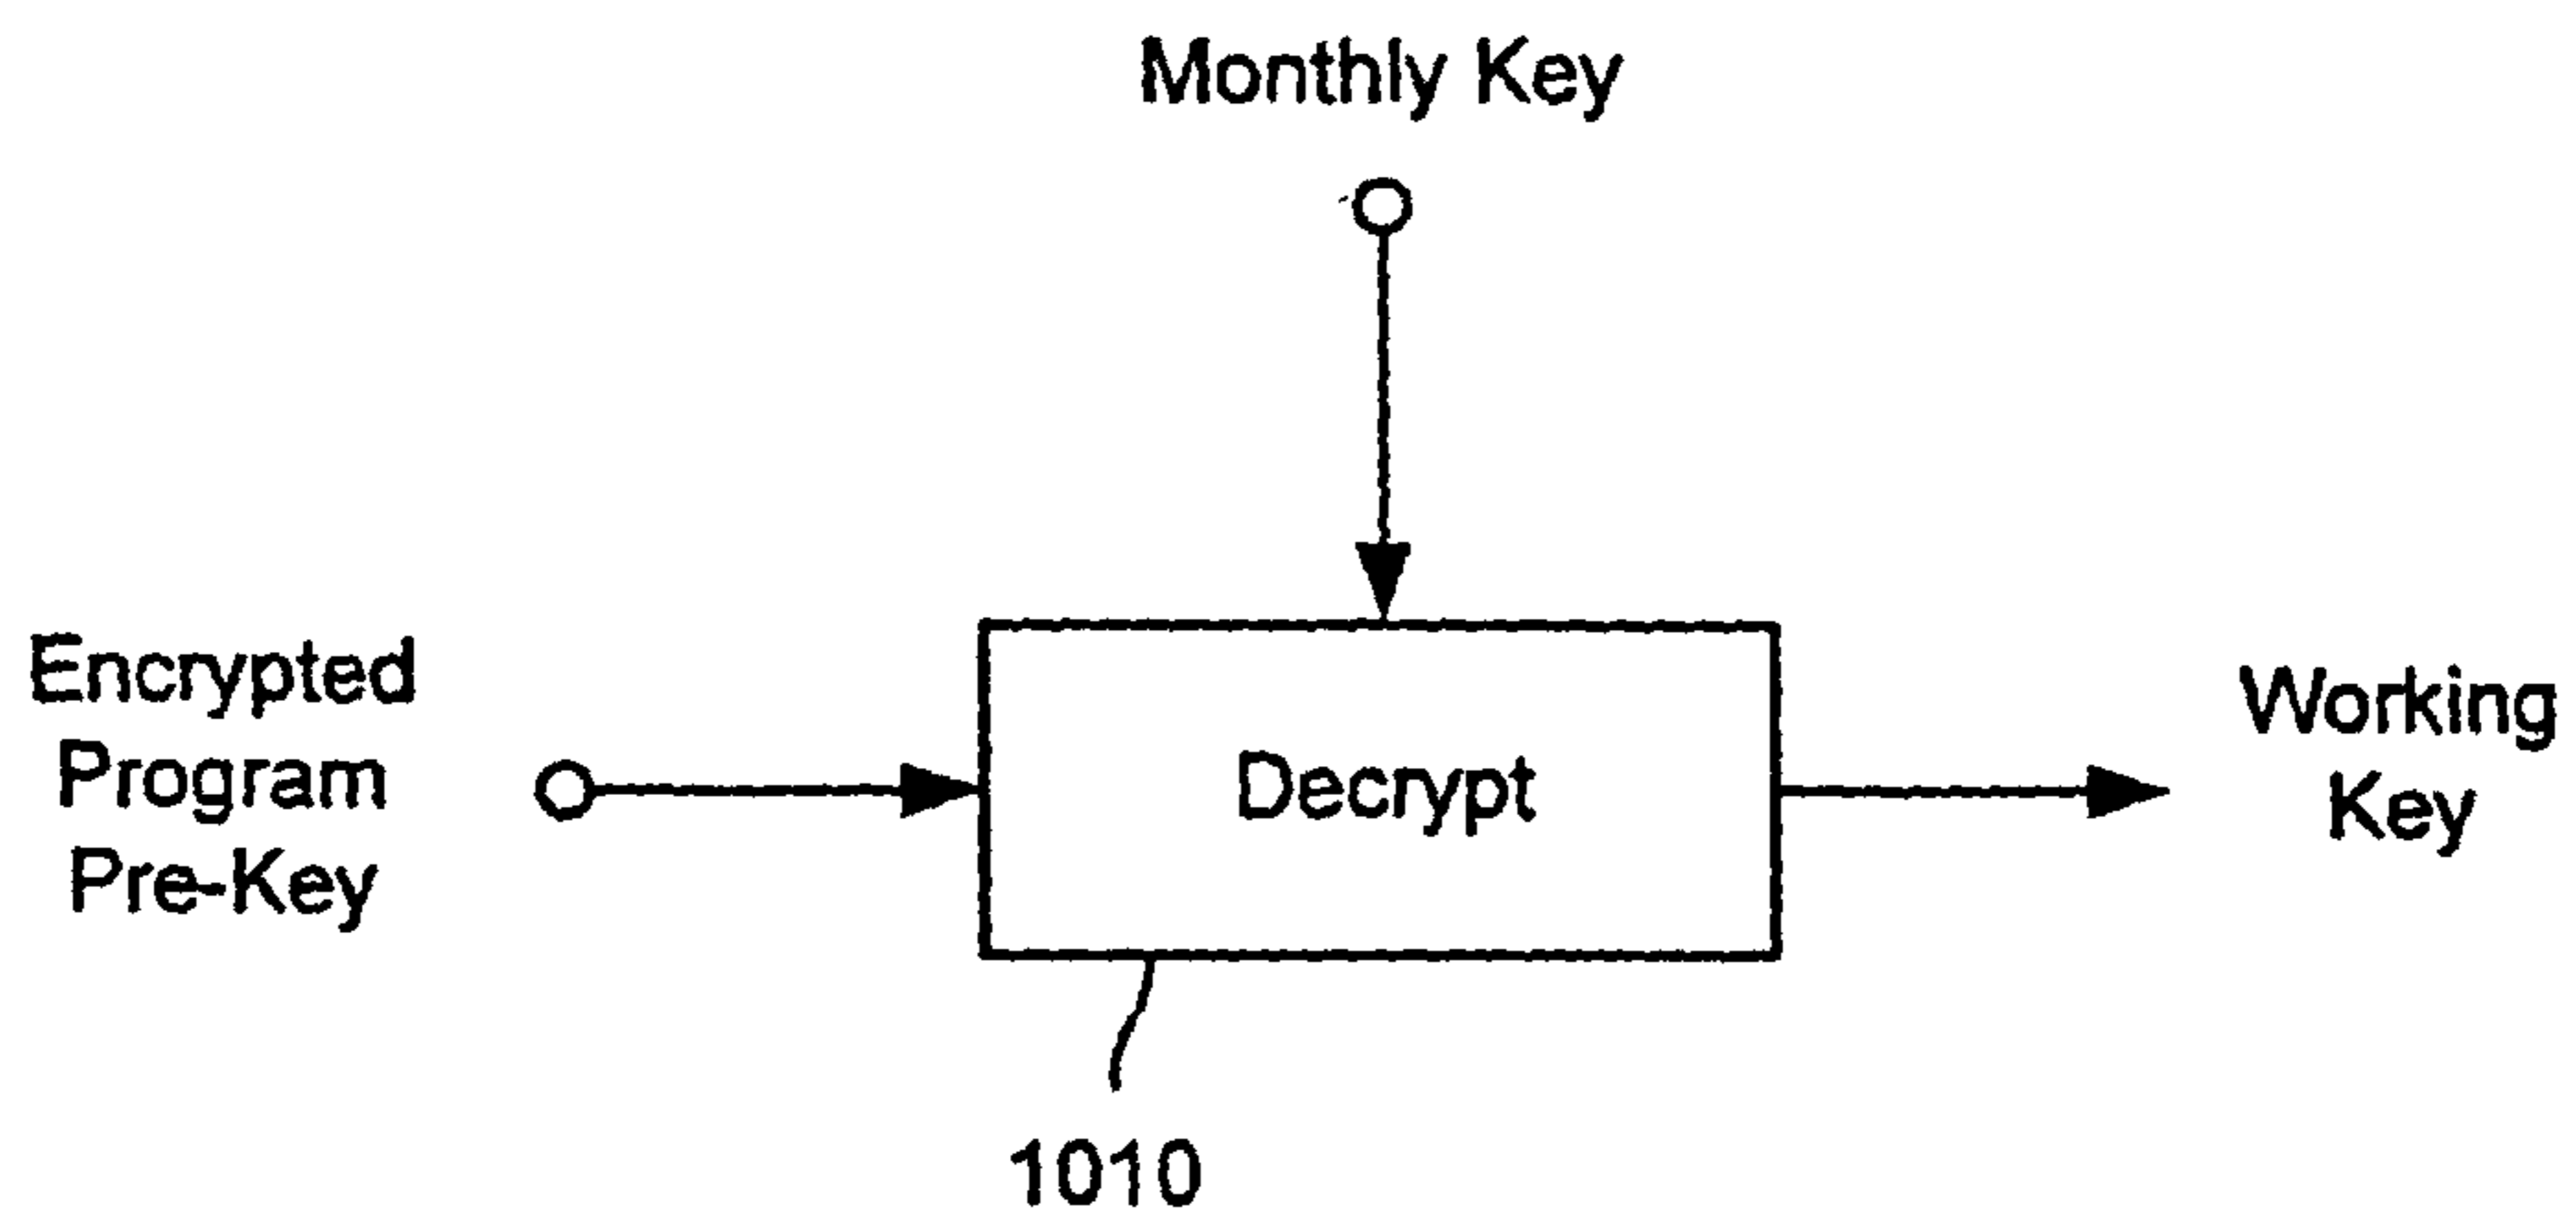 Monthly Key
Encrypted
Program
Pre-Key
Decrypt
Working
Key
1010